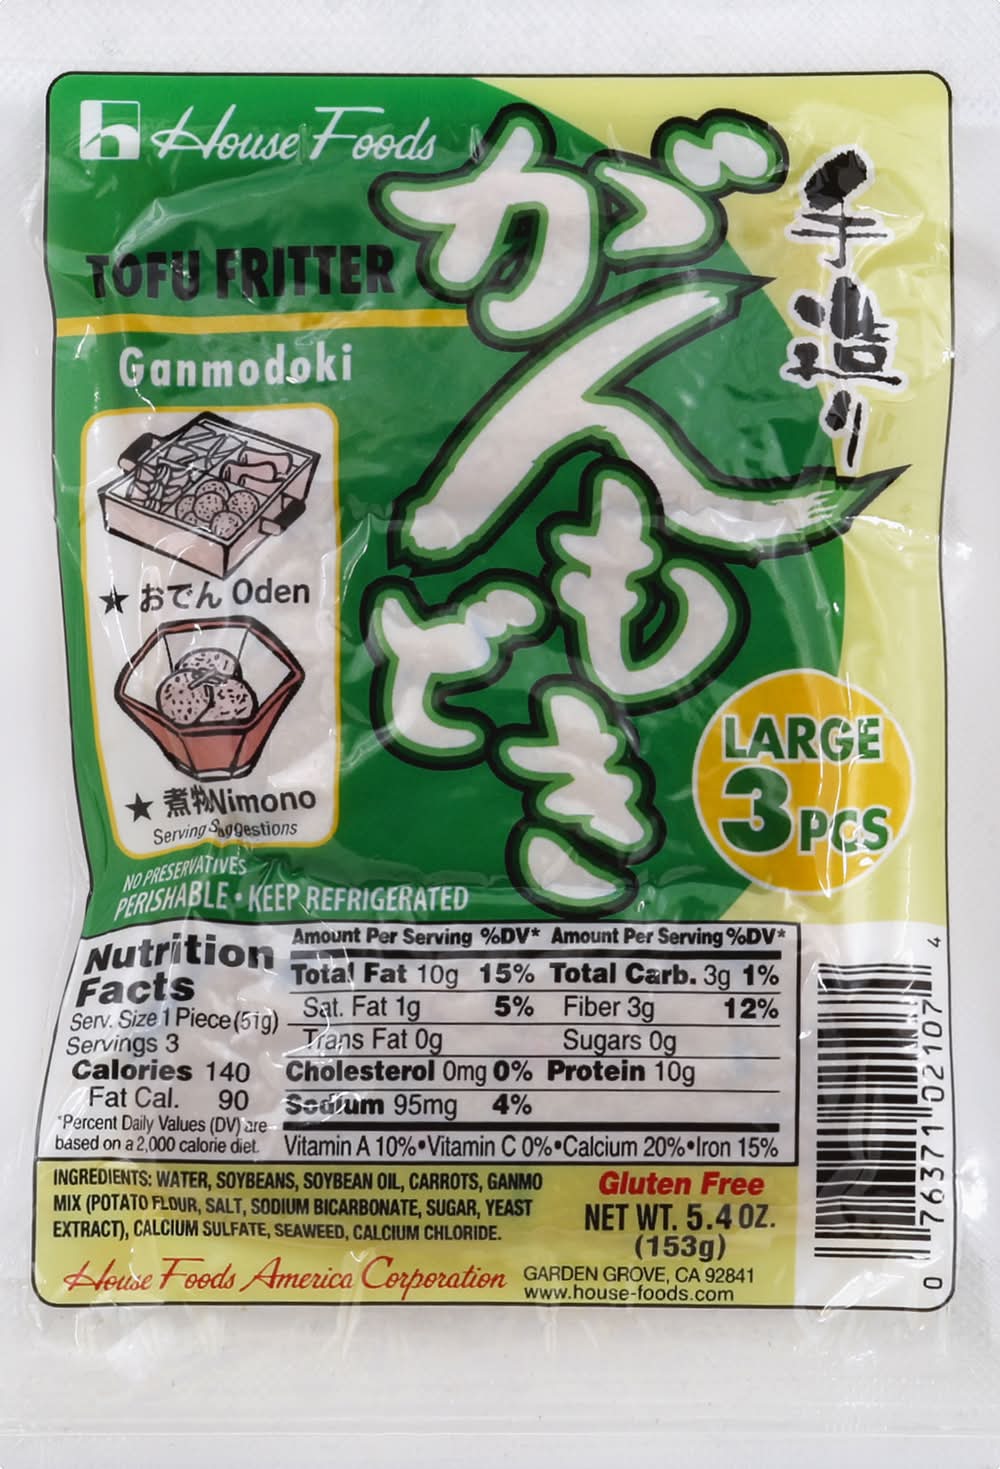 House Foods
がんもどき
手造り
TOFU FRITTER
Ganmodoki
★ おでん Oden
★ 煮物 Nimono
Serving Suggestions
LARGE
3 PCS
NO PRESERVATIVES
PERISHABLE • KEEP REFRIGERATED
Nutrition
Facts
Serv. Size 1 Piece (51g)
Servings 3
Calories 140
Fat Cal. 90
*Percent Daily Values (DV) are
based on a 2,000 calorie diet.
Amount Per Serving %DV* Amount Per Serving %DV*
Total Fat 10g 15% Total Carb. 3g 1%
Sat. Fat 1g 5% Fiber 3g 12%
Trans Fat 0g Sugars 0g
Cholesterol 0mg 0% Protein 10g
Sodium 95mg 4%
Vitamin A 10% • Vitamin C 0% • Calcium 20% • Iron 15%
INGREDIENTS: WATER, SOYBEANS, SOYBEAN OIL, CARROTS, GANMO
MIX (POTATO FLOUR, SALT, SODIUM BICARBONATE, SUGAR, YEAST
EXTRACT), CALCIUM SULFATE, SEAWEED, CALCIUM CHLORIDE.
Gluten Free
NET WT. 5.4 OZ.
(153g)
House Foods America Corporation
GARDEN GROVE, CA 92841
www.house-foods.com
0 76371 02107 4